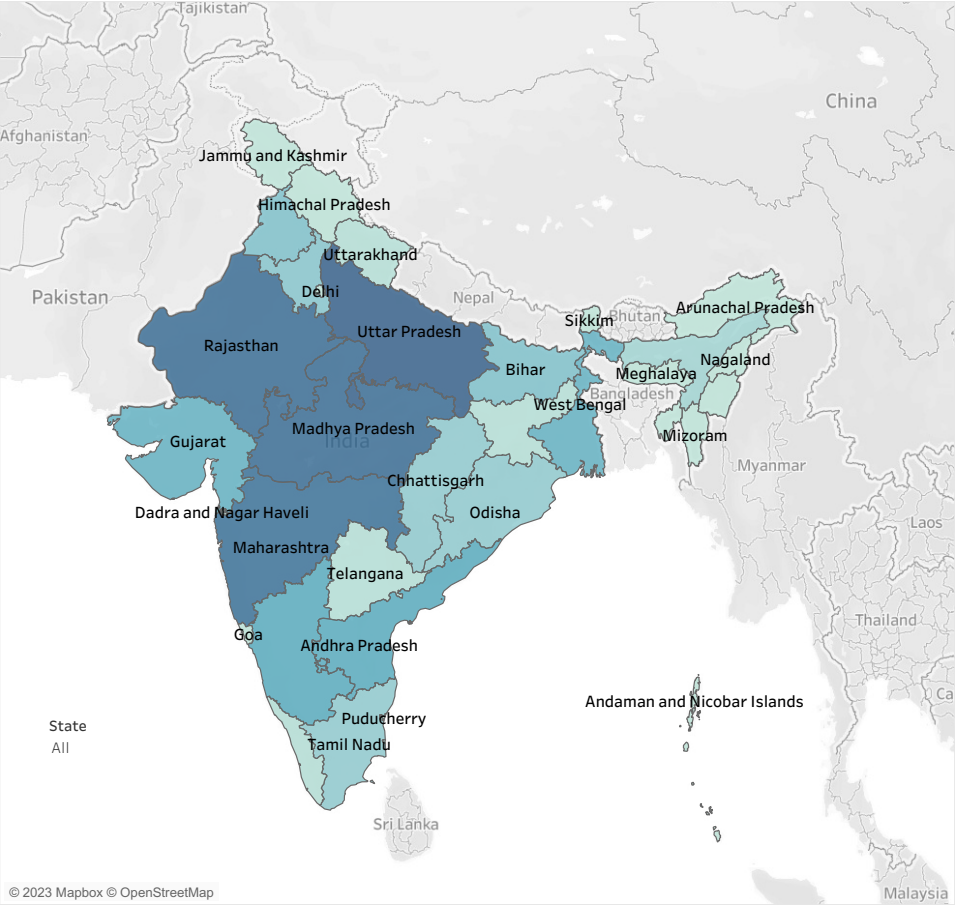 Tajikistan
China
Afghanistan
Jammu and Kashmir
Himachal Pradesh
Uttarakhand
Pakistan
Delhi
Nepal
Arunachal Pradesh
Sikkim
Bhutan
Uttar Pradesh
Rajasthan
Nagaland
Bihar
Meghalaya
Bangladesh
West Bengal
Madhya Pradesh
India
Gujarat
Mizoram
Myanmar
Chhattisgarh
Dadra and Nagar Haveli
Odisha
Laos
Maharashtra
Telangana
Thailand
Goa
Andhra Pradesh
Ca
Andaman and Nicobar Islands
Puducherry
State
All
Tamil Nadu
Sri Lanka
© 2023 Mapbox © OpenStreetMap
Malaysia